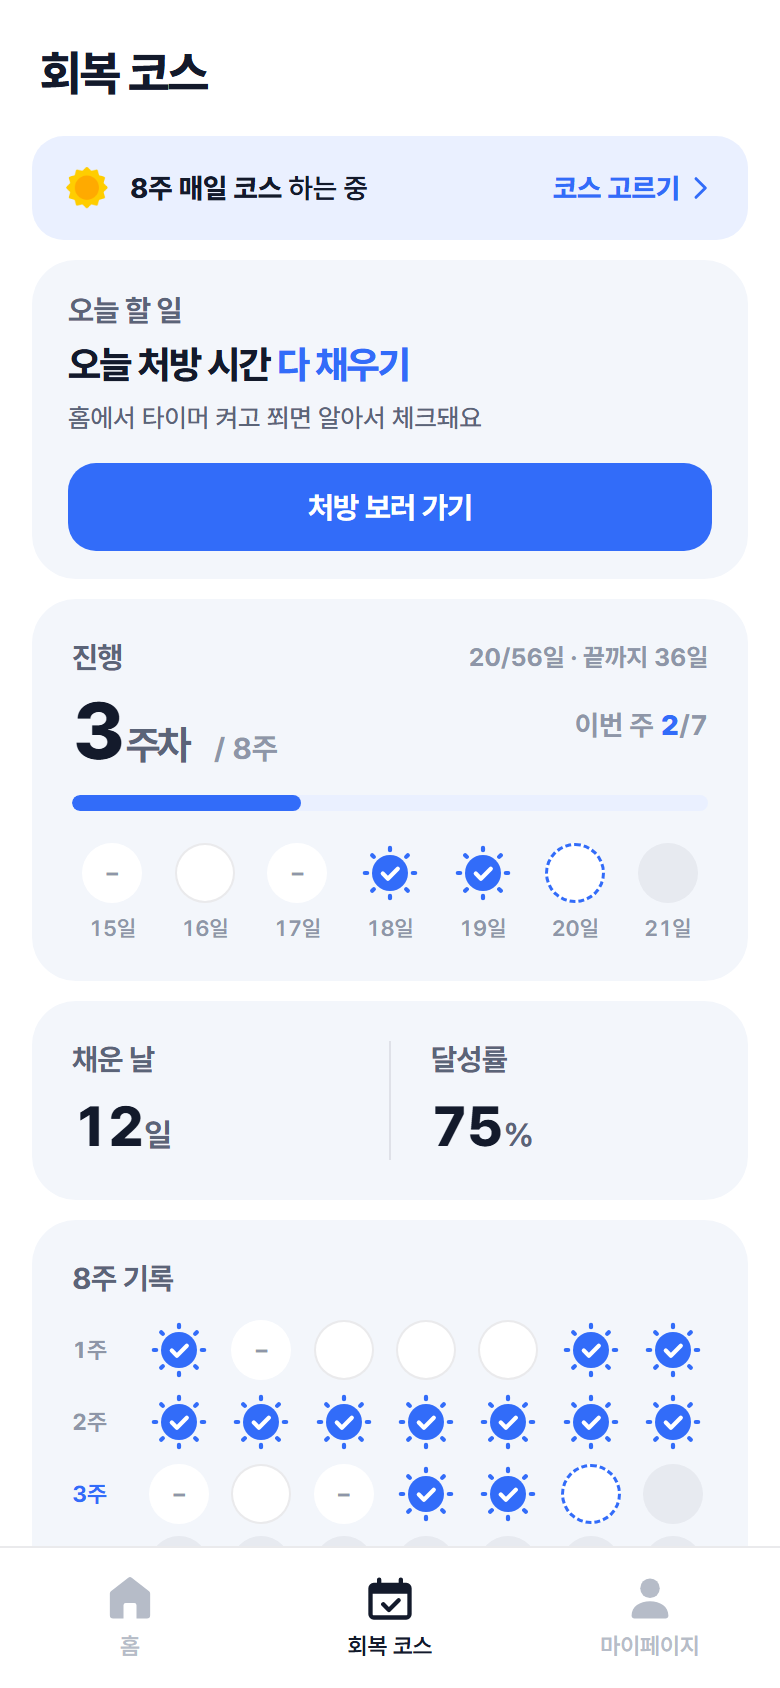 회복 코스
8주 매일 코스 하는 중
코스 고르기
오늘 할 일
오늘 처방 시간 다 채우기
홈에서 타이머 켜고 쬐면 알아서 체크돼요
처방 보러 가기
진행
20/56일 · 끝까지 36일
3주차 / 8주
이번 주 2/7
– –
15일 16일 17일 18일 19일 20일 21일
채운 날 달성률
12일 75%
8주 기록
1주 –
2주
3주 – –
홈 회복 코스 마이페이지